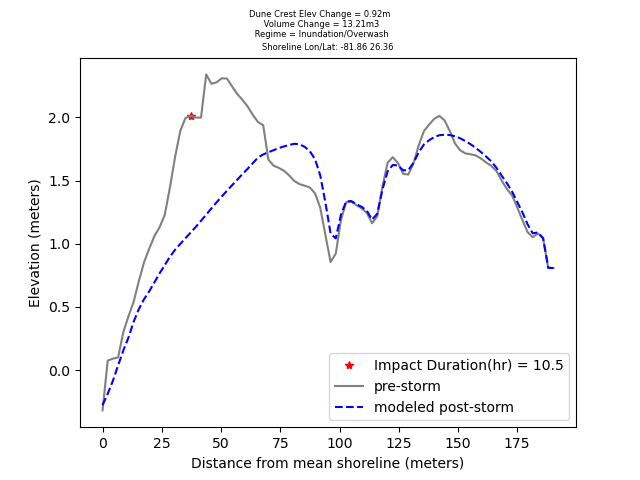 Dune Crest Elev Change = 0.92m
Volume Change = 13.21m3
Regime = Inundation/Overwash
Shoreline Lon/Lat: -81.86 26.36
2.0
1.5
1.0
0.5
0.0
Elevation (meters)
Impact Duration(hr) = 10.5
pre-storm
modeled post-storm
0 25 50 75 100 125 150 175
Distance from mean shoreline (meters)